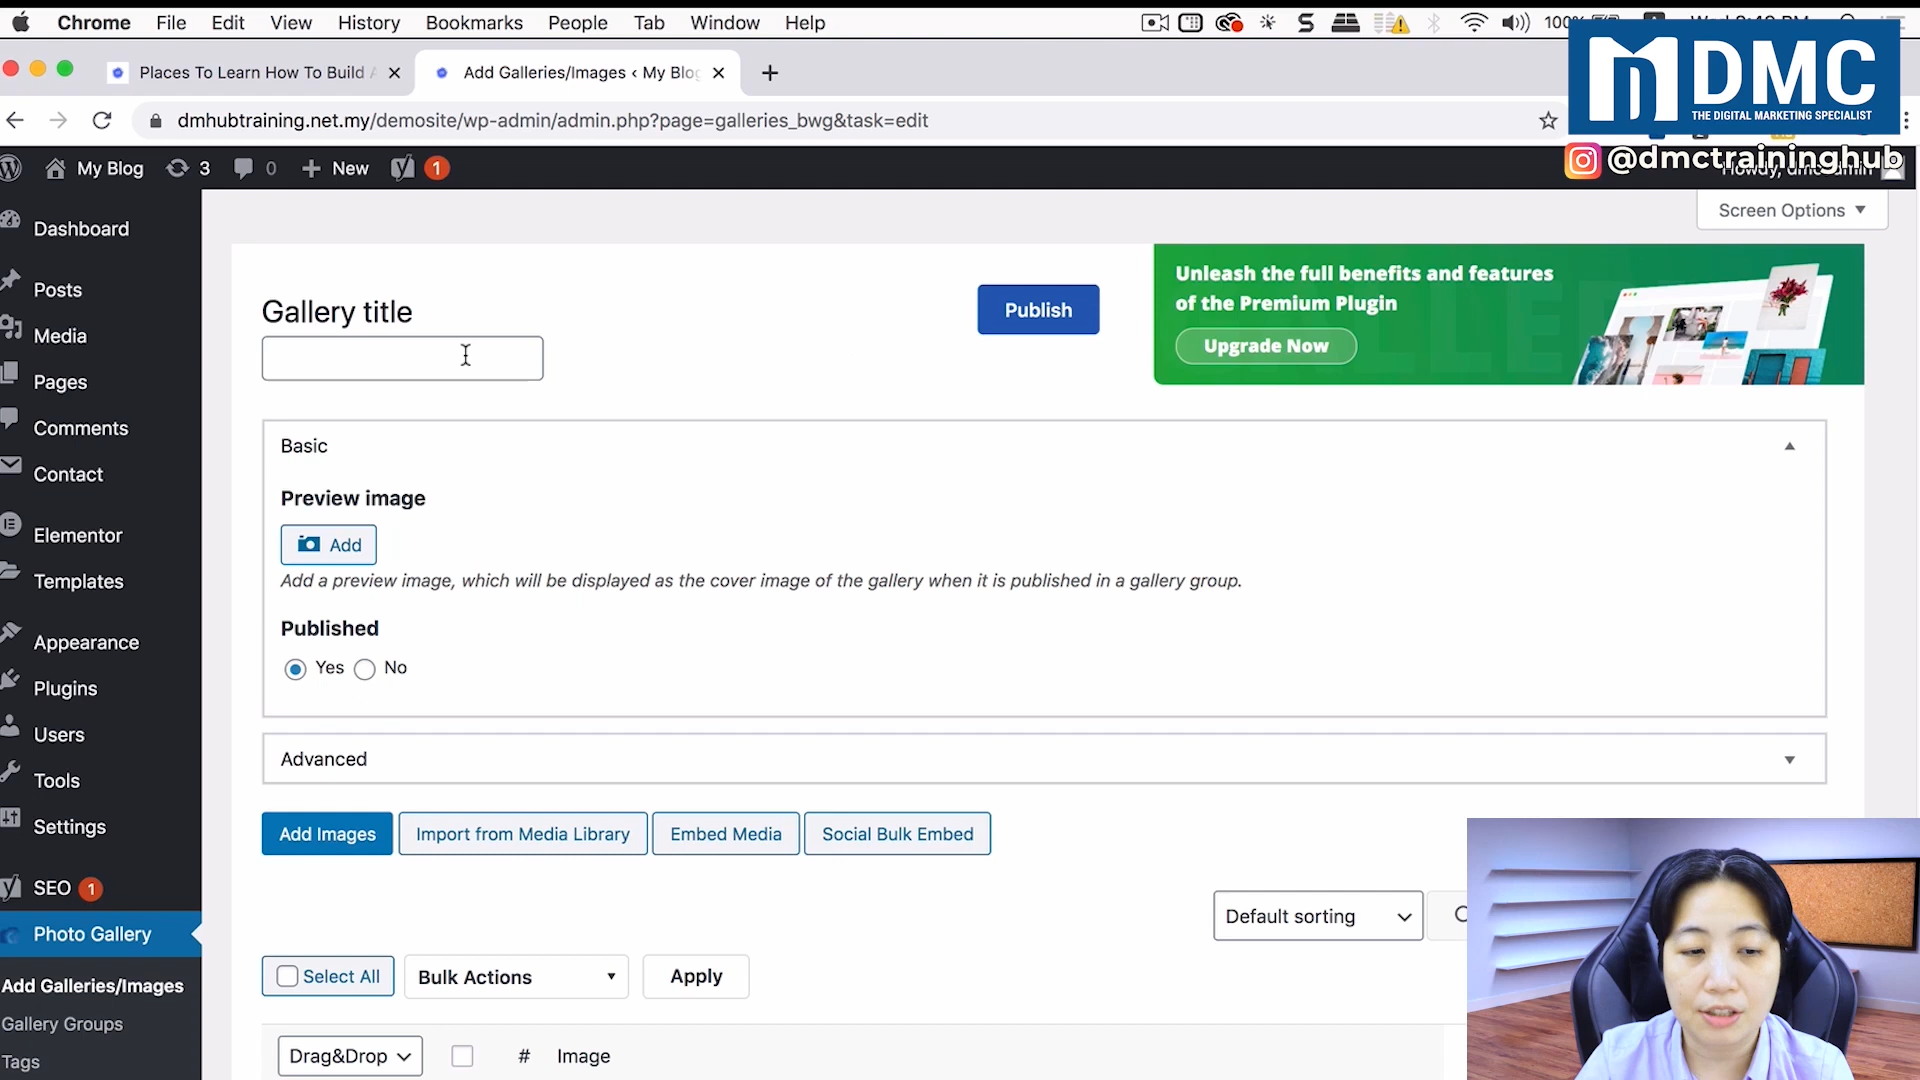 Chrome File Edit View History Bookmarks People Tab Window Help 100%
DMC
THE DIGITAL MARKETING SPECIALIST
@dmctraininghub
Places To Learn How To Build
Add Galleries/Images ‹ My Blog
dmhubtraining.net.my/demosite/wp-admin/admin.php?page=galleries_bwg&task=edit
My Blog 3 0 New 1
Screen Options
Dashboard
Posts
Media
Pages
Comments
Contact
Elementor
Templates
Appearance
Plugins
Users
Tools
Settings
SEO 1
Photo Gallery
Add Galleries/Images
Gallery Groups
Tags
Gallery title
Publish
Unleash the full benefits and features
of the Premium Plugin
Upgrade Now
Basic
Preview image
Add
Add a preview image, which will be displayed as the cover image of the gallery when it is published in a gallery group.
Published
Yes No
Advanced
Add Images Import from Media Library Embed Media Social Bulk Embed
Default sorting
Select All Bulk Actions Apply
Drag&Drop # Image